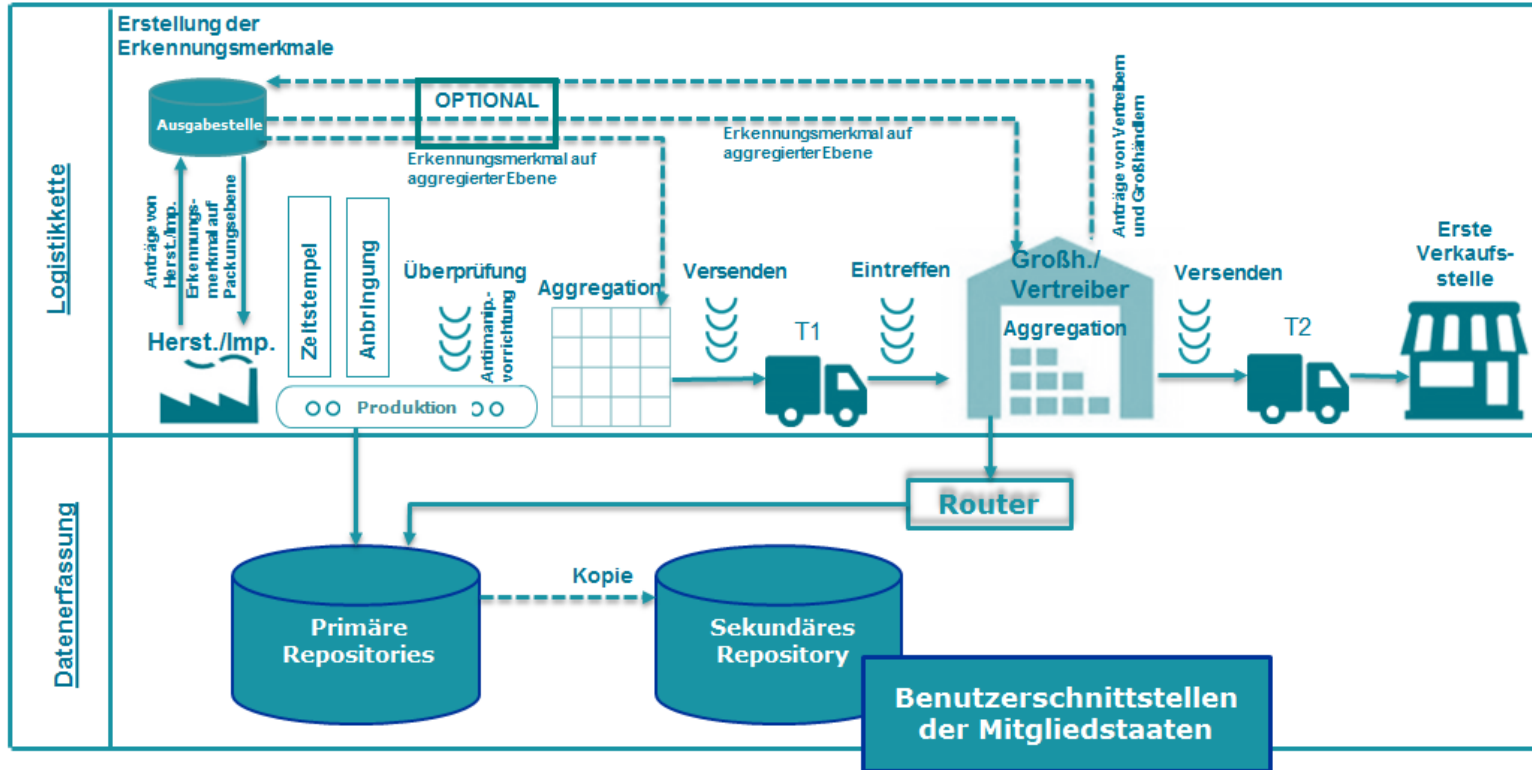 Erstellung der
Erkennungsmerkmale
Ausgabestelle
OPTIONAL
Erkennungsmerkmal auf
aggregierter Ebene
Erkennungsmerkmal auf
aggregierter Ebene
Anträge von Vertreibern
und Großhändlern
Logistikkette
Anträge von
Herst./Imp.
Erkennungs-
merkmal auf
Packungsebene
Herst./Imp.
Zeitstempel
Anbringung
Überprüfung
Antimanip.-
vorrichtung
Produktion
Aggregation
Versenden
T1
Eintreffen
Großh./
Vertreiber
Aggregation
Versenden
T2
Erste
Verkaufs-
stelle
Datenerfassung
Router
Primäre
Repositories
Kopie
Sekundäres
Repository
Benutzerschnittstellen
der Mitgliedstaaten